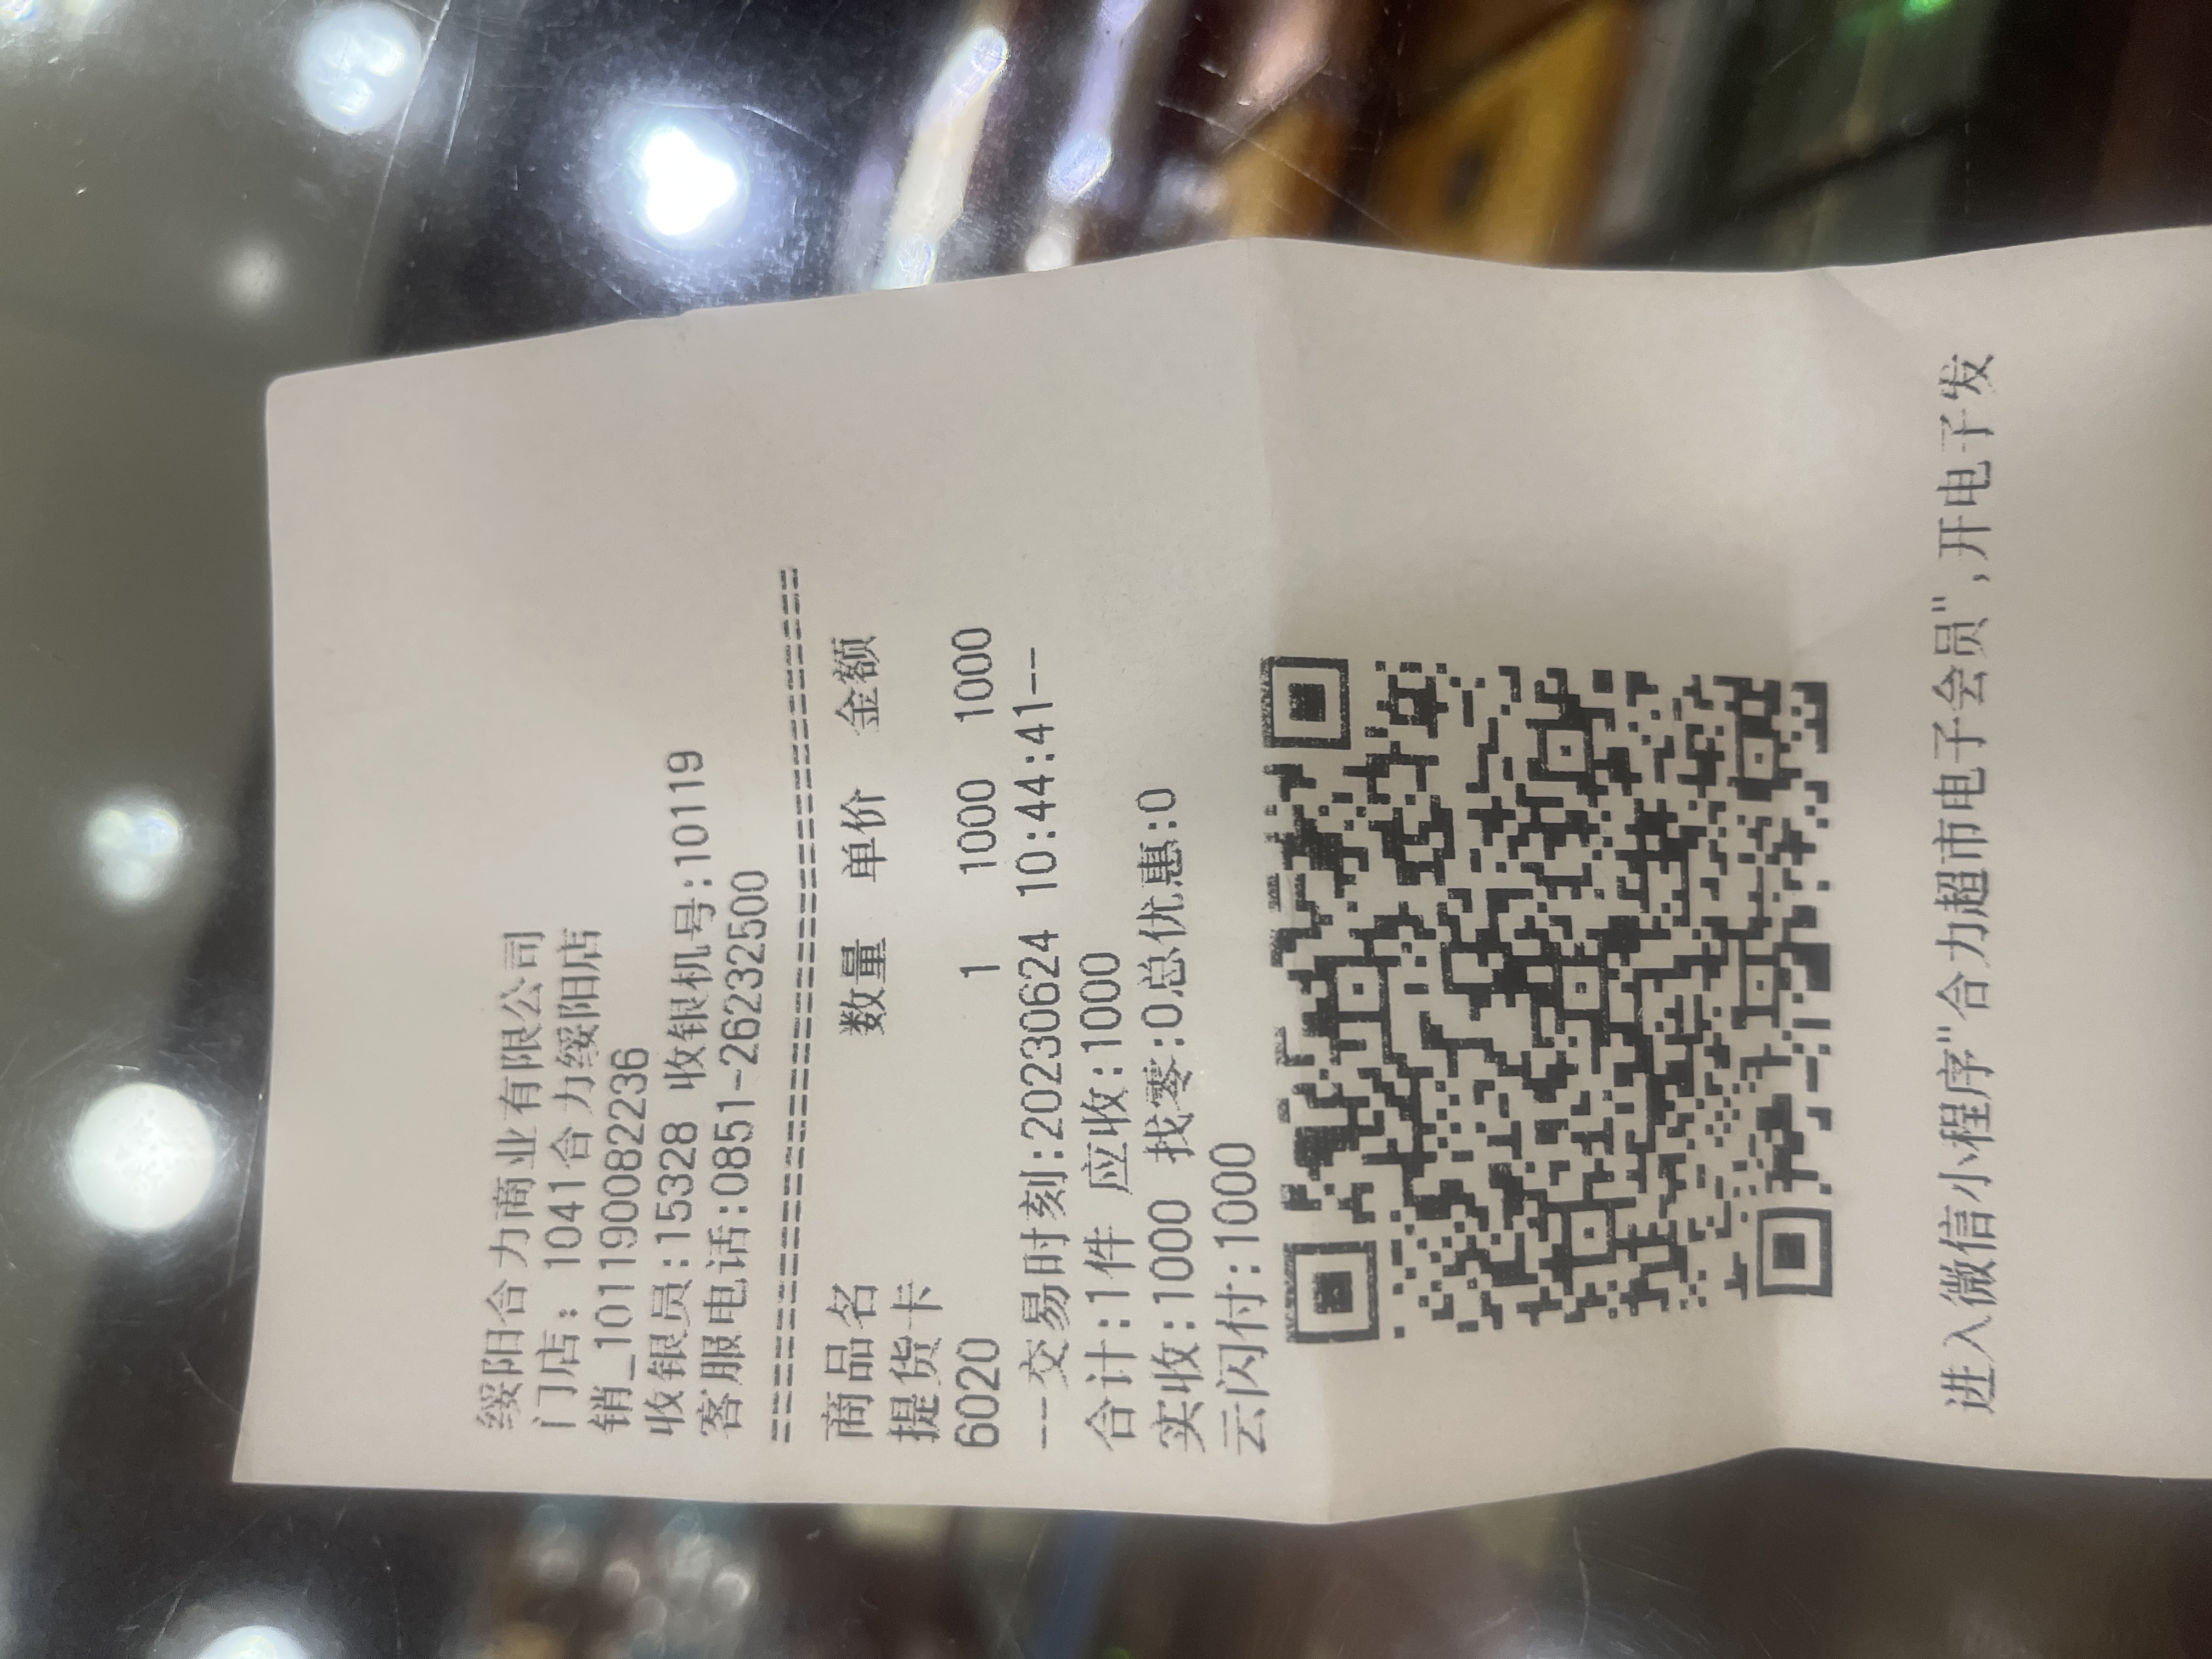 绥阳合力商业有限公司
门店：1041合力绥阳店
销_101190082236
收银员:15328 收银机号:10119
客服电话:0851-26232500
==========================================
商品名 数量 单价 金额
提货卡
6020 1 1000 1000
--交易时刻:20230624 10:44:41--
合计:1件 应收:1000
实收:1000 找零:0总优惠:0
云闪付:1000
进入微信小程序"合力超市电子会员",开电子发